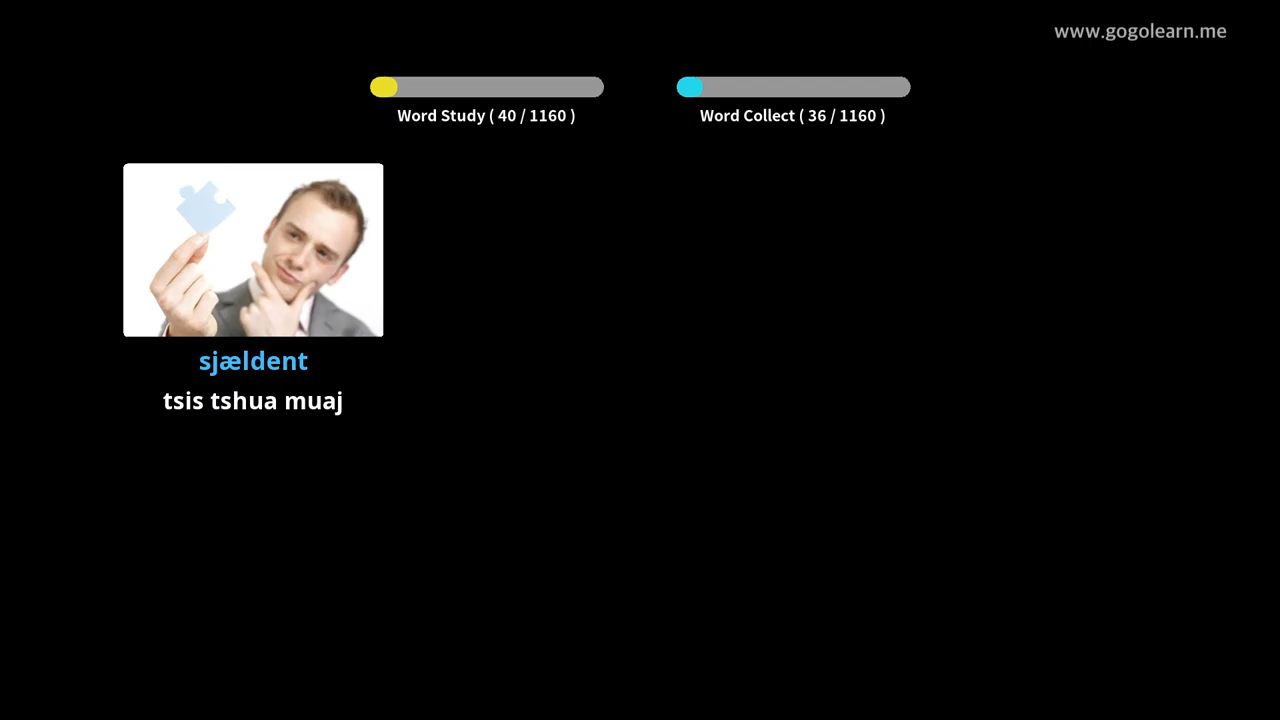 www.gogolearn.me
Word Study ( 40 / 1160 )
Word Collect ( 36 / 1160 )
sjældent
tsis tshua muaj